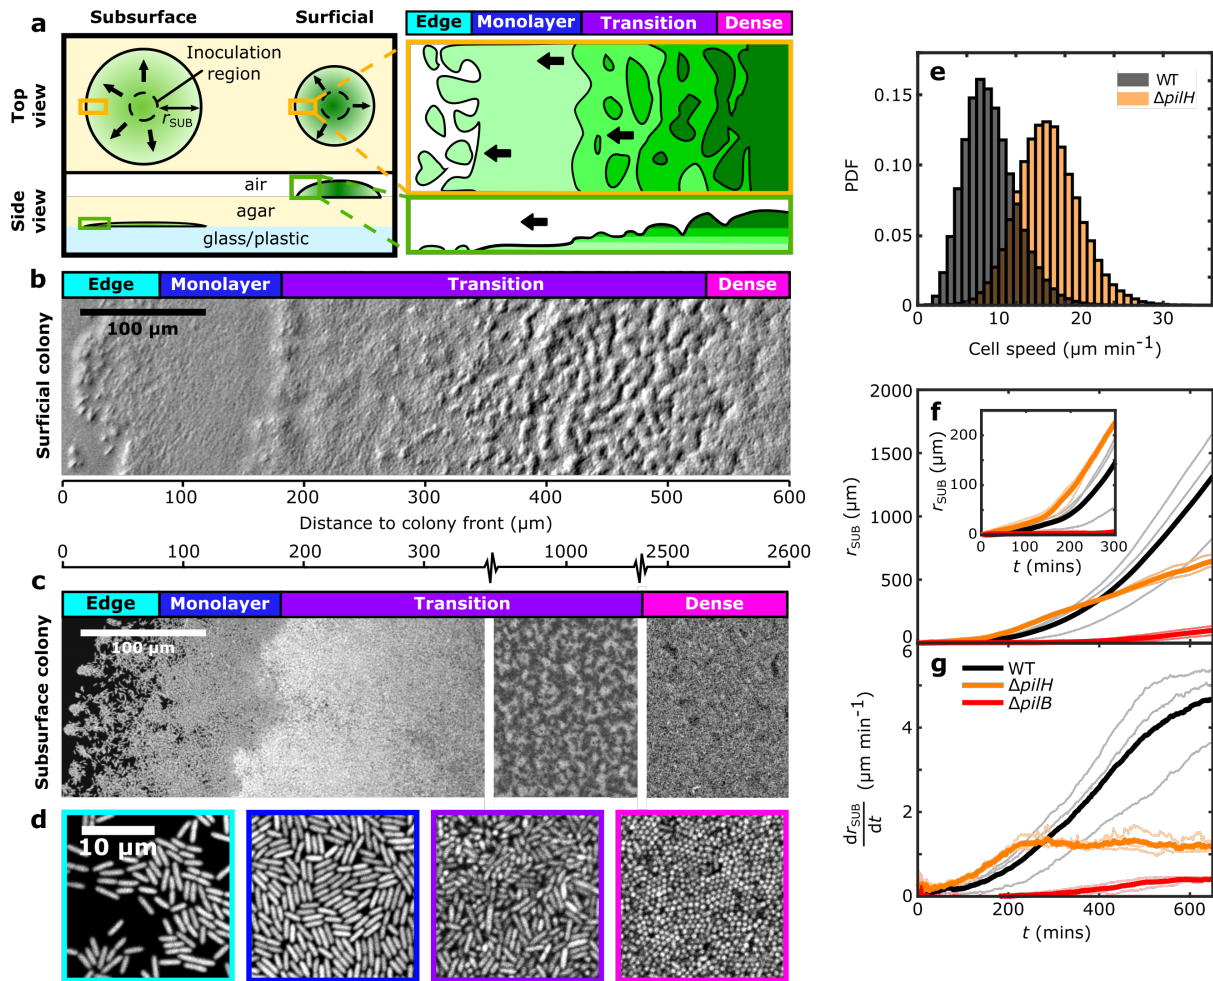 a
Subsurface
Surficial
Edge Monolayer Transition Dense
Top view
Inoculation region
rSUB
Side view
air
agar
glass/plastic
b
Edge Monolayer Transition Dense
Surficial colony
100 µm
0 100 200 300 400 500 600
Distance to colony front (µm)
0 100 200 300 1000 2500 2600
c
Edge Monolayer Transition Dense
Subsurface colony
100 µm
d
10 µm
e
WT
ΔpilH
PDF
0.15
0.10
0.05
0
0 10 20 30
Cell speed (µm min-1)
f
rSUB (µm)
2000
1500
1000
500
0
rSUB (µm)
200
100
0
0 100 200 300
t (mins)
g
WT
ΔpilH
ΔpilB
drSUB
dt
(µm min-1)
6
4
2
0
0 200 400 600
t (mins)